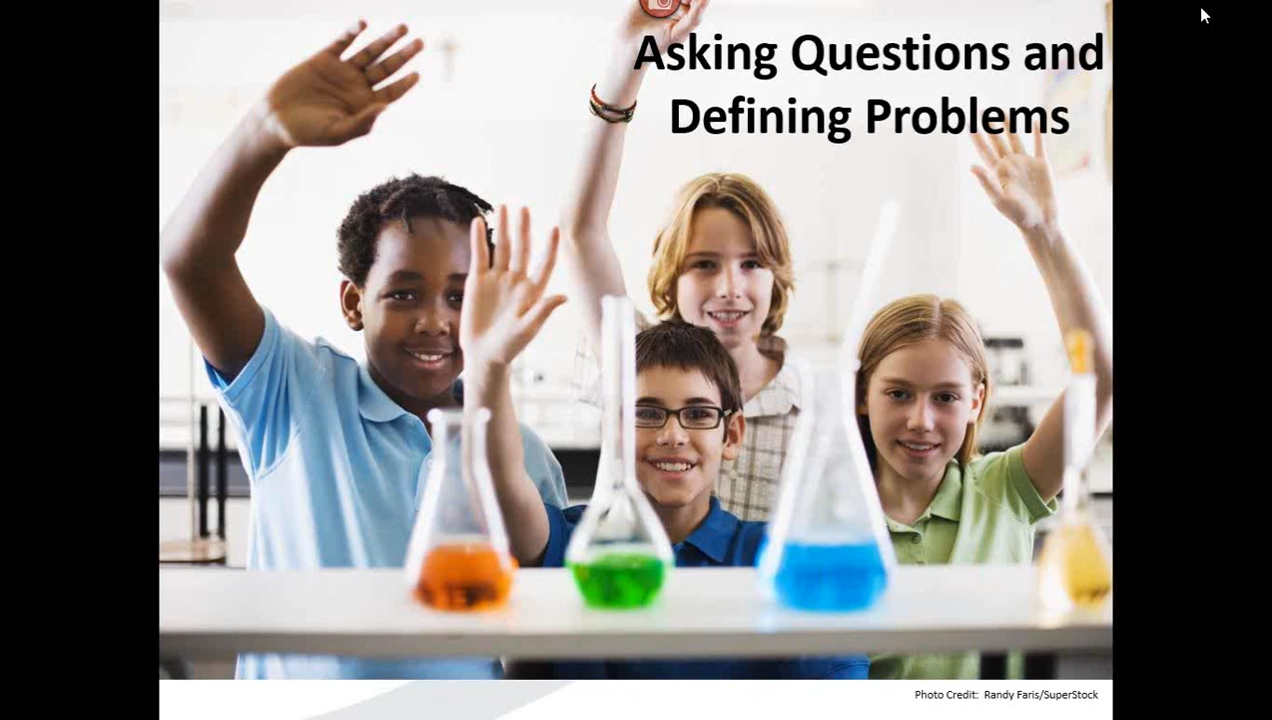 Asking Questions and
Defining Problems
Photo Credit:  Randy Faris/SuperStock